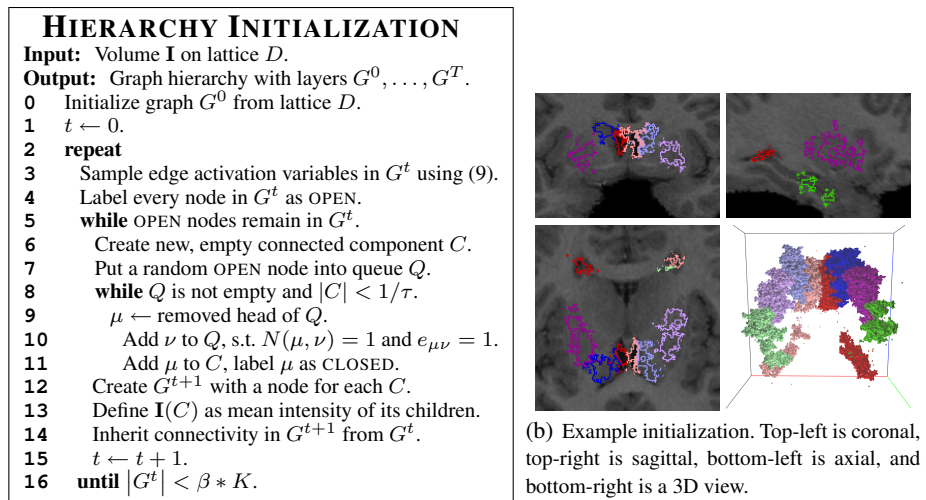 HIERARCHY INITIALIZATION
Input: Volume I on lattice D.
Output: Graph hierarchy with layers G^0, . . . , G^T.
0 Initialize graph G^0 from lattice D.
1 t ← 0.
2 repeat
3 Sample edge activation variables in G^t using (9).
4 Label every node in G^t as OPEN.
5 while OPEN nodes remain in G^t.
6 Create new, empty connected component C.
7 Put a random OPEN node into queue Q.
8 while Q is not empty and |C| < 1/τ.
9 μ ← removed head of Q.
10 Add ν to Q, s.t. N(μ, ν) = 1 and e_{μν} = 1.
11 Add μ to C, label μ as CLOSED.
12 Create G^{t+1} with a node for each C.
13 Define I(C) as mean intensity of its children.
14 Inherit connectivity in G^{t+1} from G^t.
15 t ← t + 1.
16 until |G^t| < β ∗ K.
(b) Example initialization. Top-left is coronal,
top-right is sagittal, bottom-left is axial, and
bottom-right is a 3D view.